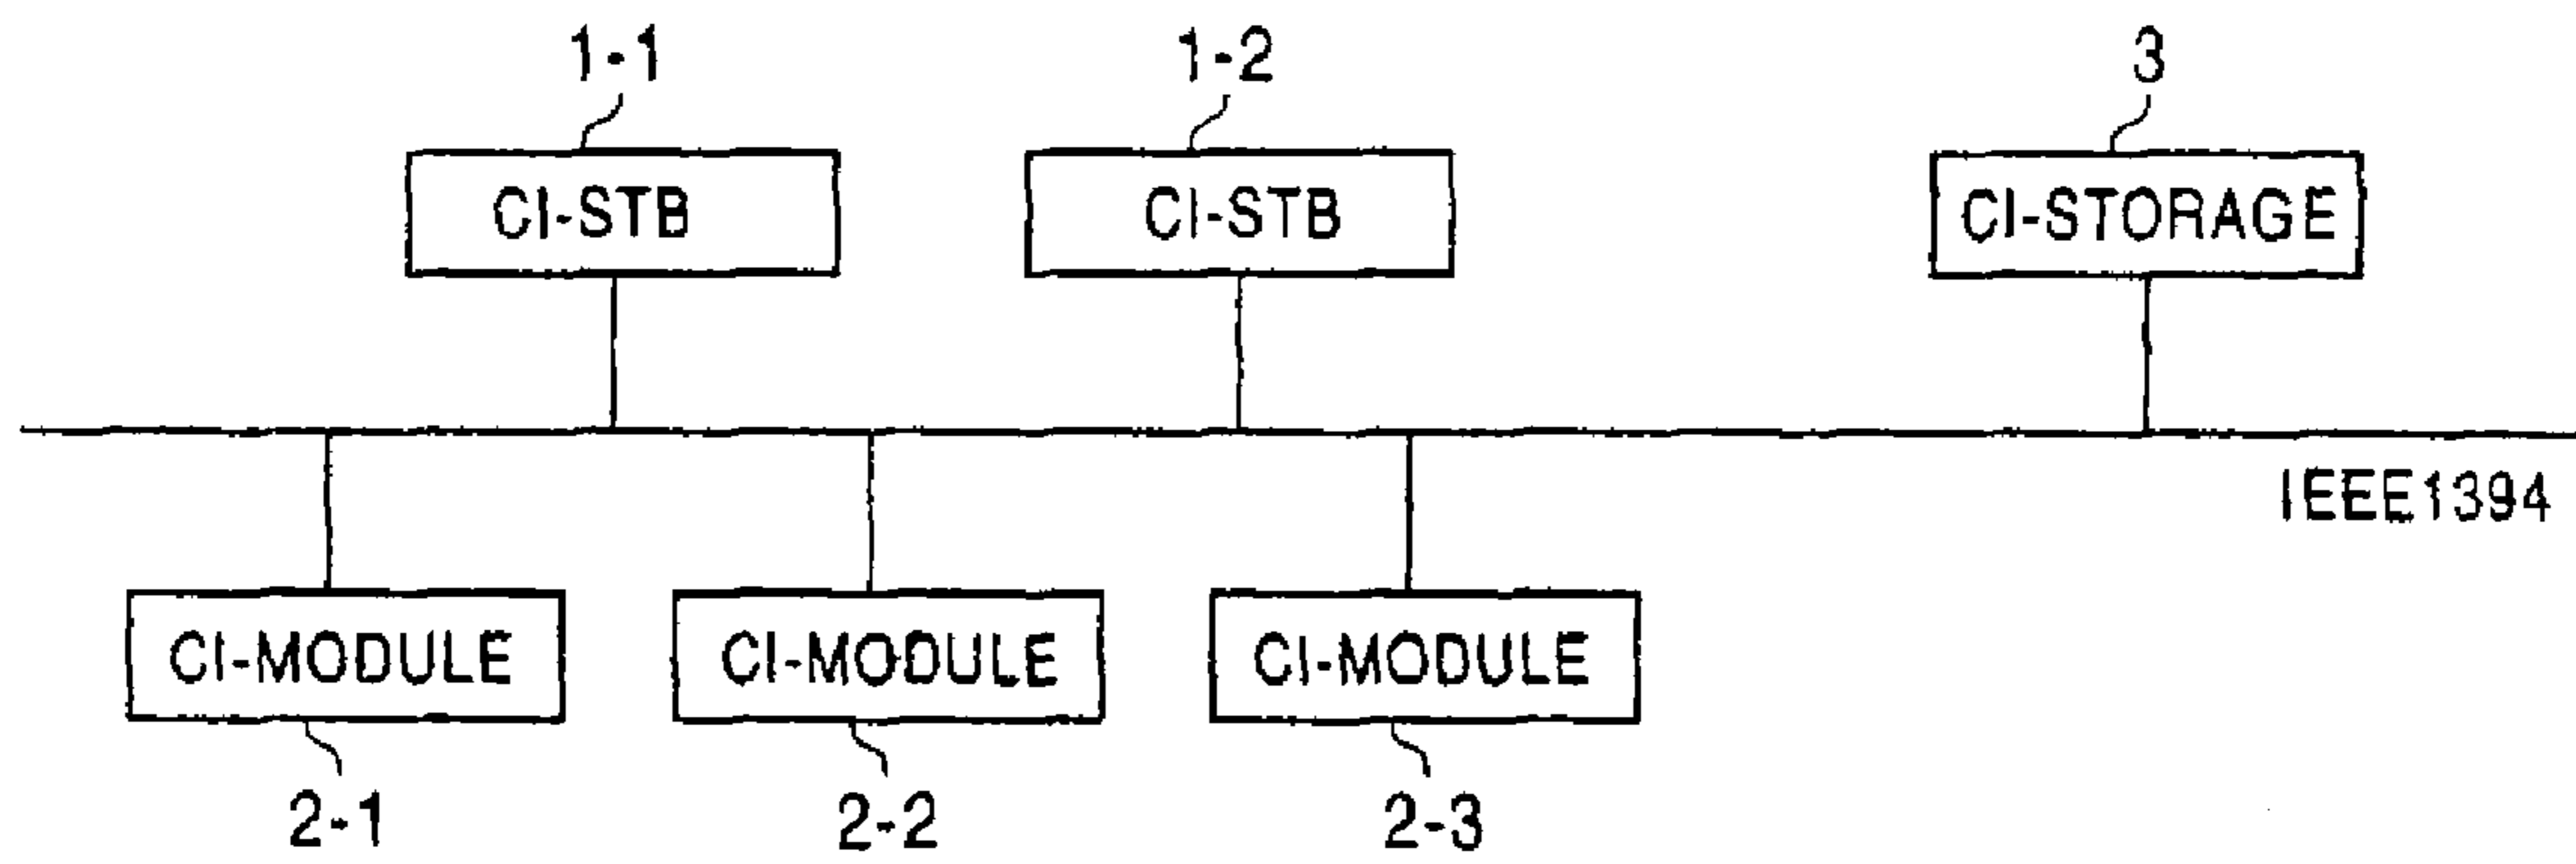 1-1
1-2
3
CI-STB
CI-STB
CI-STORAGE
IEEE1394
CI-MODULE
CI-MODULE
CI-MODULE
2-1
2-2
2-3